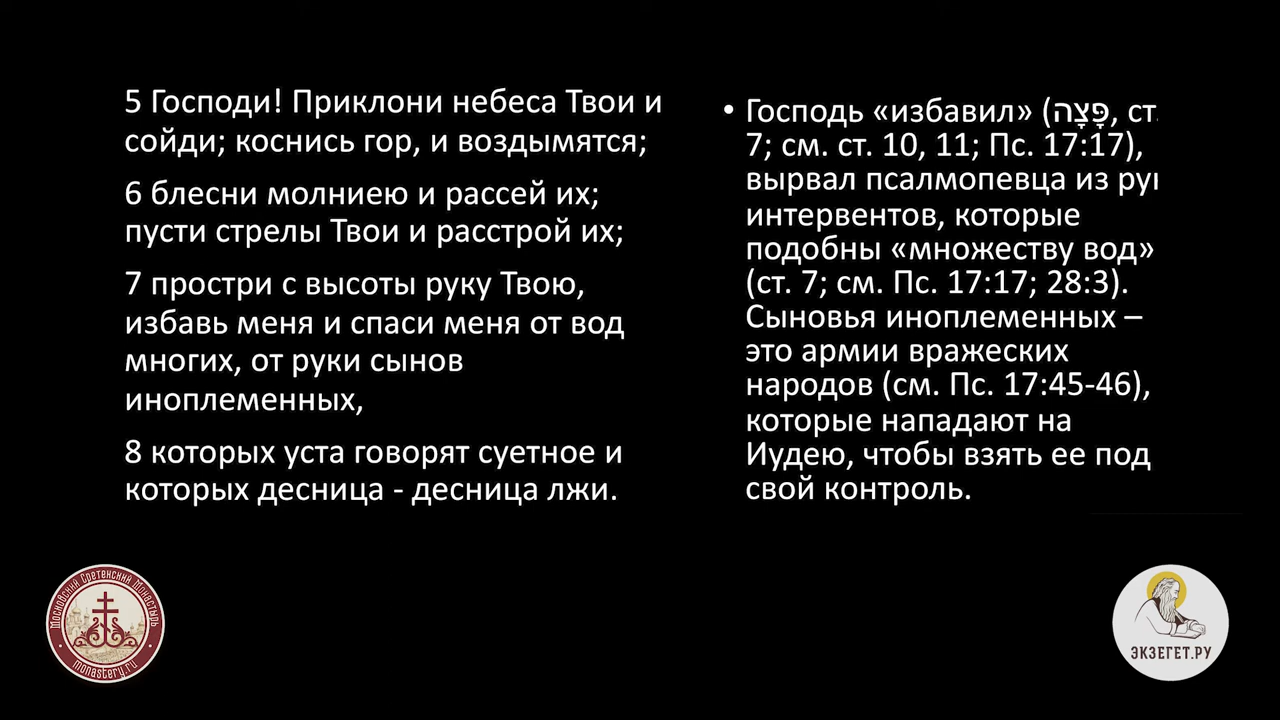 5 Господи! Приклони небеса Твои и
сойди; коснись гор, и воздымятся;
6 блесни молниею и рассей их;
пусти стрелы Твои и расстрой их;
7 простри с высоты руку Твою,
избавь меня и спаси меня от вод
многих, от руки сынов
иноплеменных,
8 которых уста говорят суетное и
которых десница - десница лжи.
• Господь «избавил» (פָּצָה, ст.
7; см. ст. 10, 11; Пс. 17:17),
вырвал псалмопевца из
интервентов, которые
подобны «множеству вод»
(ст. 7; см. Пс. 17:17; 28:3).
Сыновья иноплеменных –
это армии вражеских
народов (см. Пс. 17:45-46),
которые нападают на
Иудею, чтобы взять ее под
свой контроль.
Московский Сретенский Монастырь
monastery.ru
ЭКЗЕГЕТ.РУ